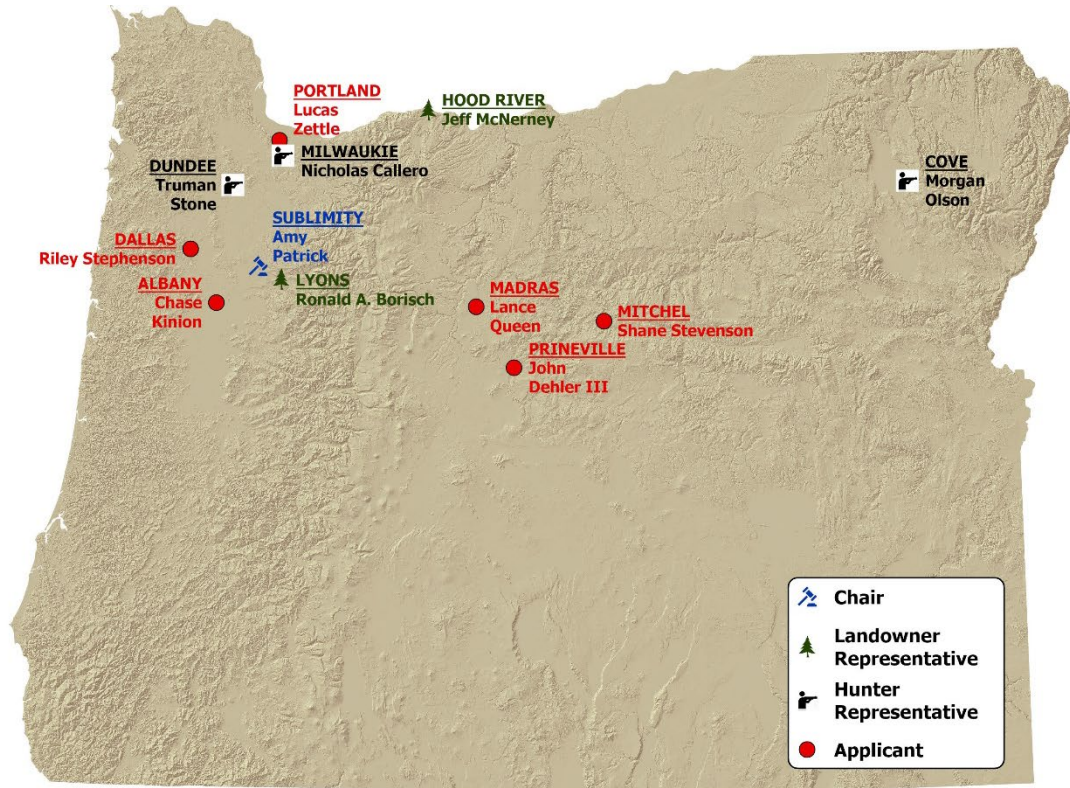 PORTLAND
Lucas
Zettle
HOOD RIVER
Jeff McNerney
MILWAUKIE
Nicholas Callero
DUNDEE
Truman
Stone
COVE
Morgan
Olson
SUBLIMITY
Amy
Patrick
DALLAS
Riley Stephenson
LYONS
Ronald A. Borisch
ALBANY
Chase
Kinion
MADRAS
Lance
Queen
MITCHEL
Shane Stevenson
PRINEVILLE
John
Dehler III
Chair
Landowner
Representative
Hunter
Representative
Applicant